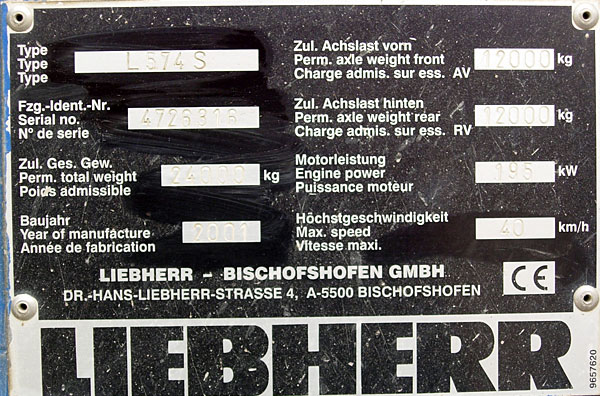 Type
Type L 574 S
Type
Fzg.-Ident.-Nr.
Serial no. 4726316
N° de serie
Zul. Ges. Gew.
Perm. total weight 24000 kg
Poids admissible
Baujahr
Year of manufacture 2001
Année de fabrication
Zul. Achslast vorn
Perm. axle weight front 12000 kg
Charge admis. sur ess. AV
Zul. Achslast hinten
Perm. axle weight rear 12000 kg
Charge admis. sur ess. RV
Motorleistung
Engine power 195 kW
Puissance motèur
Höchstgeschwindigkeit
Max. speed 40 km/h
Vitesse maxi.
LIEBHERR – BISCHOFSHOFEN GMBH
CE
DR.-HANS-LIEBHERR-STRASSE 4, A-5500 BISCHOFSHOFEN
LIEBHERR
9657620